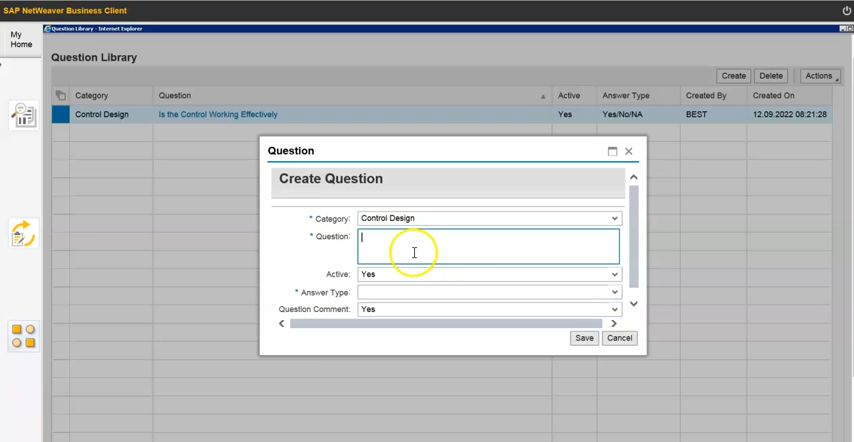 SAP NetWeaver Business Client
My
Home
Question Library - Internet Explorer
Question Library
Create Delete Actions
Category Question Active Answer Type Created By Created On
Control Design Is the Control Working Effectively Yes Yes/No/NA BEST 12.09.2022 08:21:28
Question
Create Question
* Category: Control Design
* Question:
Active: Yes
* Answer Type:
Question Comment: Yes
Save Cancel